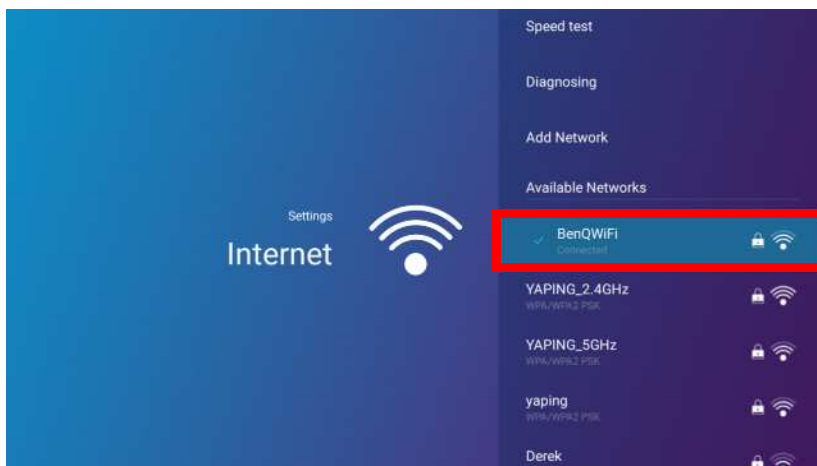 Settings
Internet
Speed test
Diagnosing
Add Network
Available Networks
BenQWiFi
Connected
YAPING_2.4GHz
WPA/WPA2 PSK
YAPING_5GHz
WPA/WPA2 PSK
yaping
WPA/WPA2 PSK
Derek